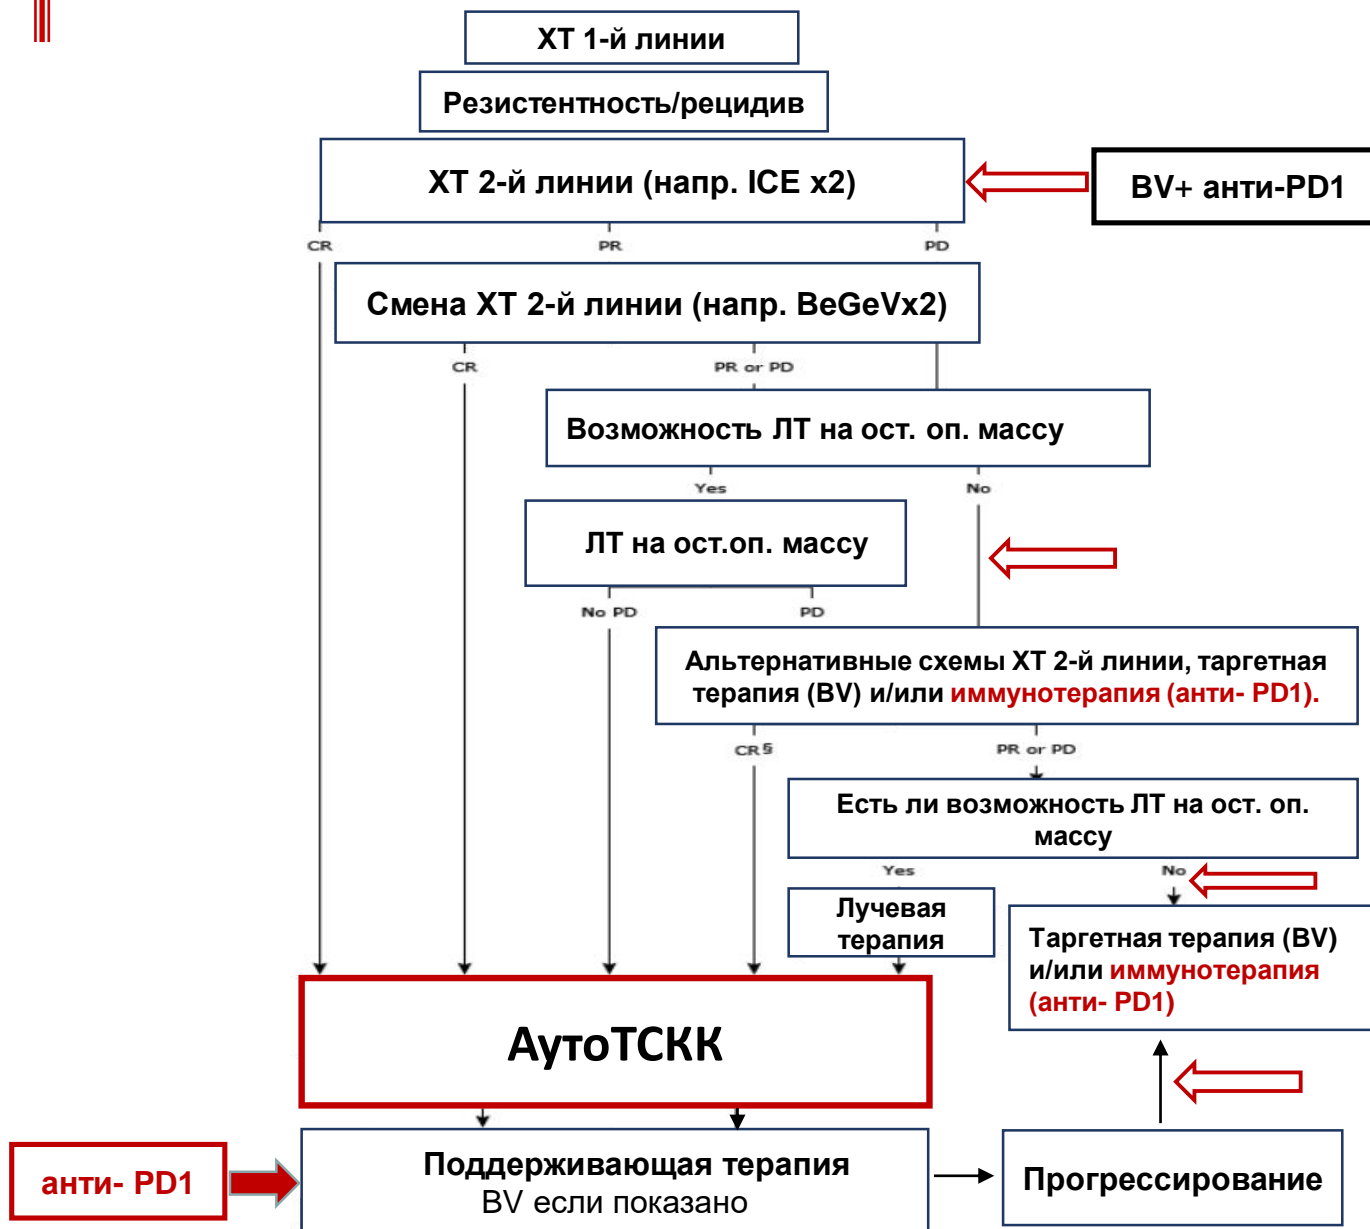 ХТ 1-й линии
Резистентность/рецидив
ХТ 2-й линии (напр. ICE x2)
BV+ анти-PD1
CR
PR
PD
Смена ХТ 2-й линии (напр. BeGeVx2)
CR
PR or PD
Возможность ЛТ на ост. оп. массу
Yes
No
ЛТ на ост.оп. массу
No PD
PD
Альтернативные схемы ХТ 2-й линии, таргетная
терапия (BV) и/или иммунотерапия (анти- PD1).
CR§
PR or PD
Есть ли возможность ЛТ на ост. оп.
массу
Yes
No
Лучевая
терапия
Таргетная терапия (BV)
и/или иммунотерапия
(анти- PD1)
АутоТСКК
анти- PD1
Поддерживающая терапия
BV если показано
Прогрессирование